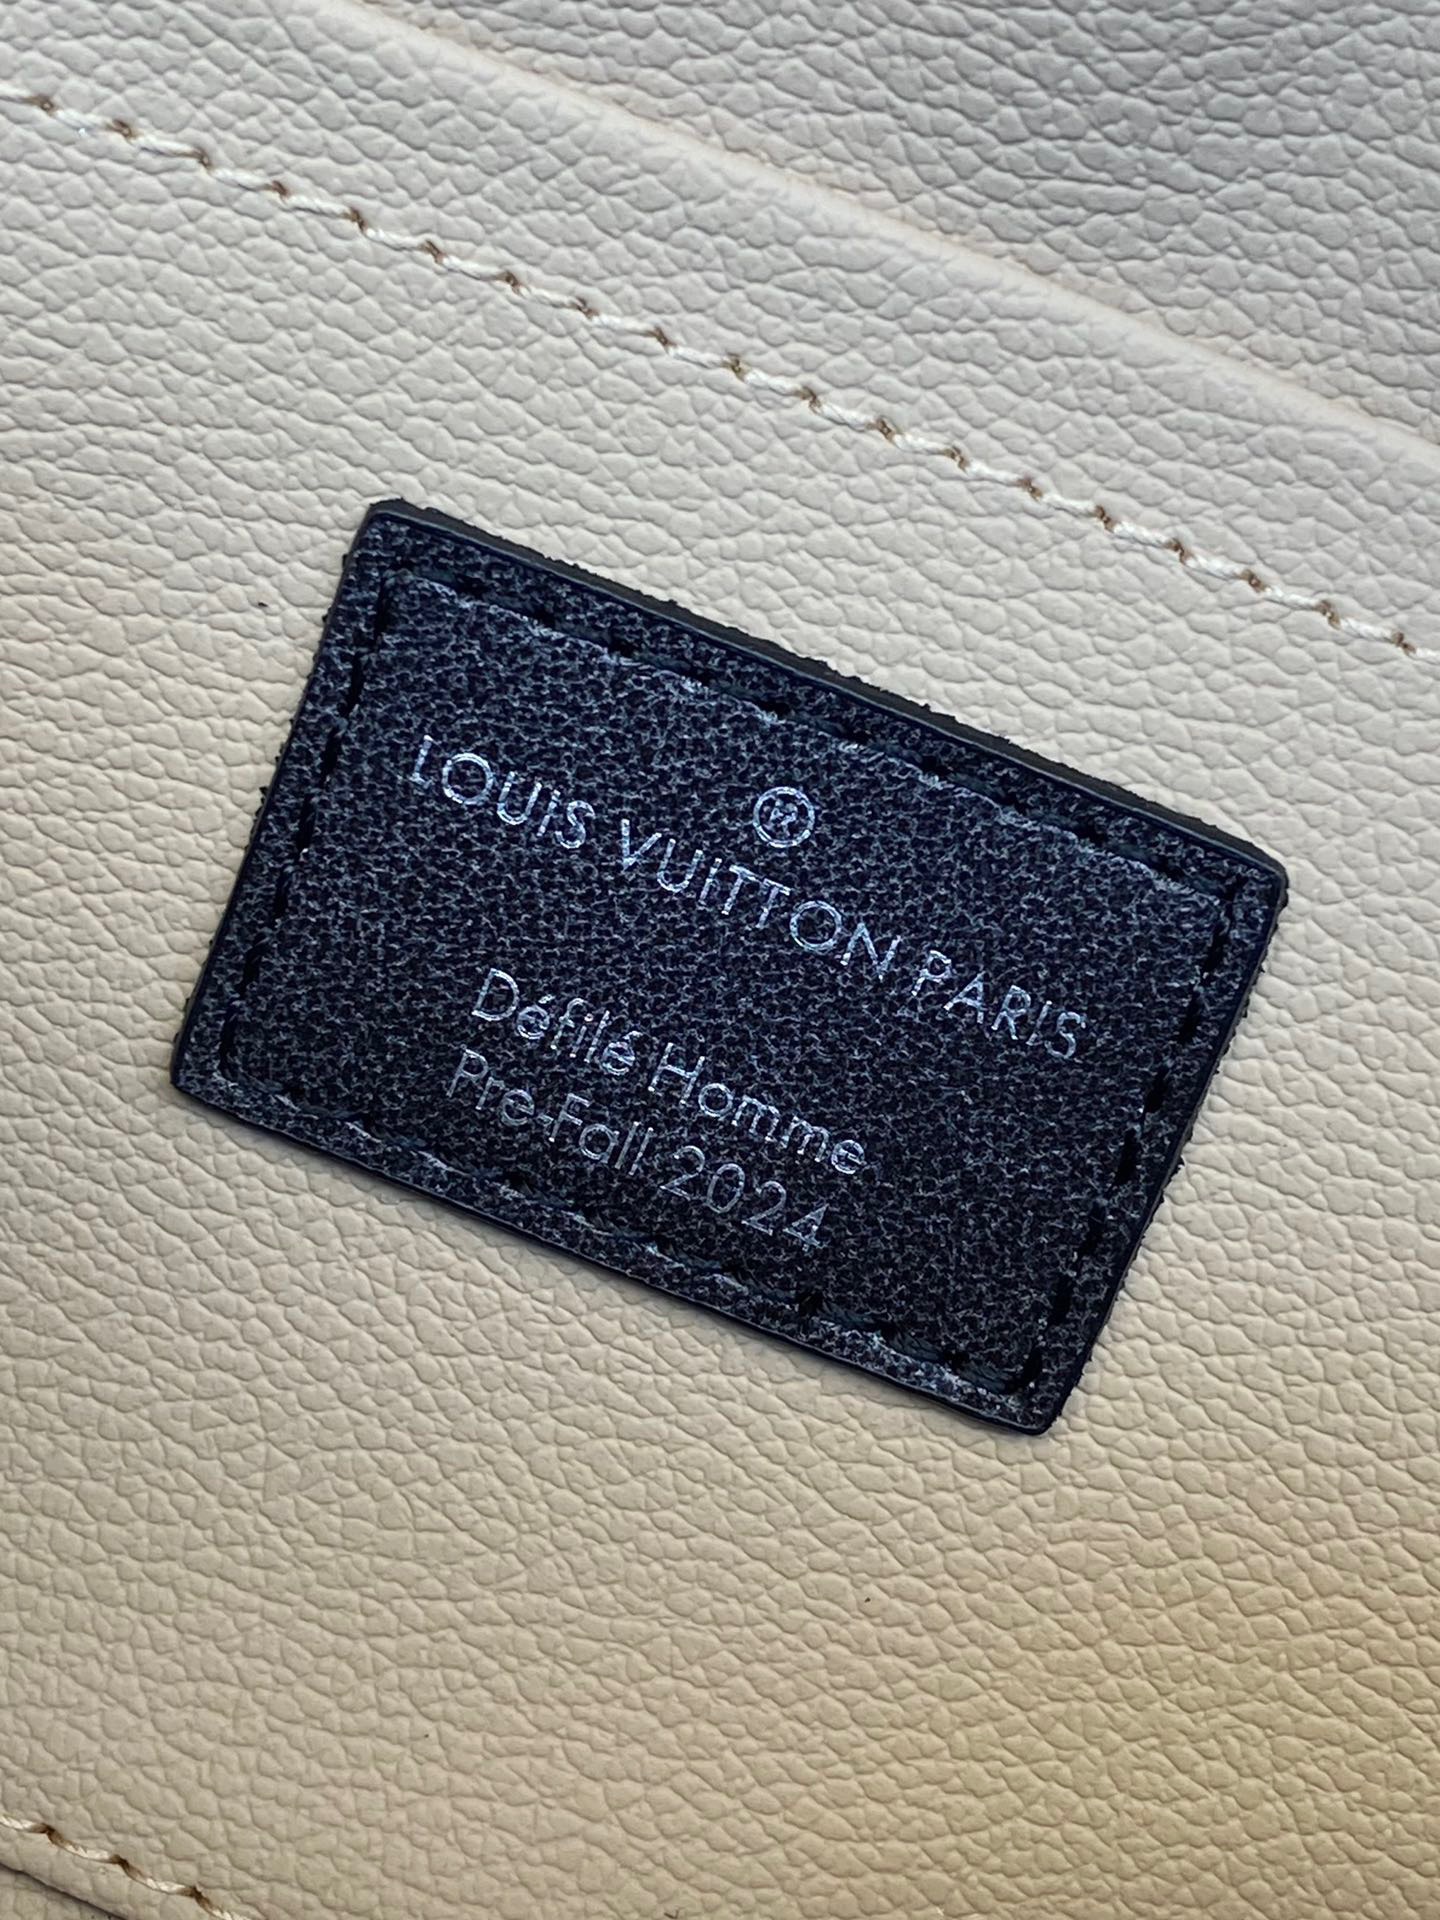 ®
LOUIS VUITTON PARIS
Défilé Homme
Pre-Fall 2024